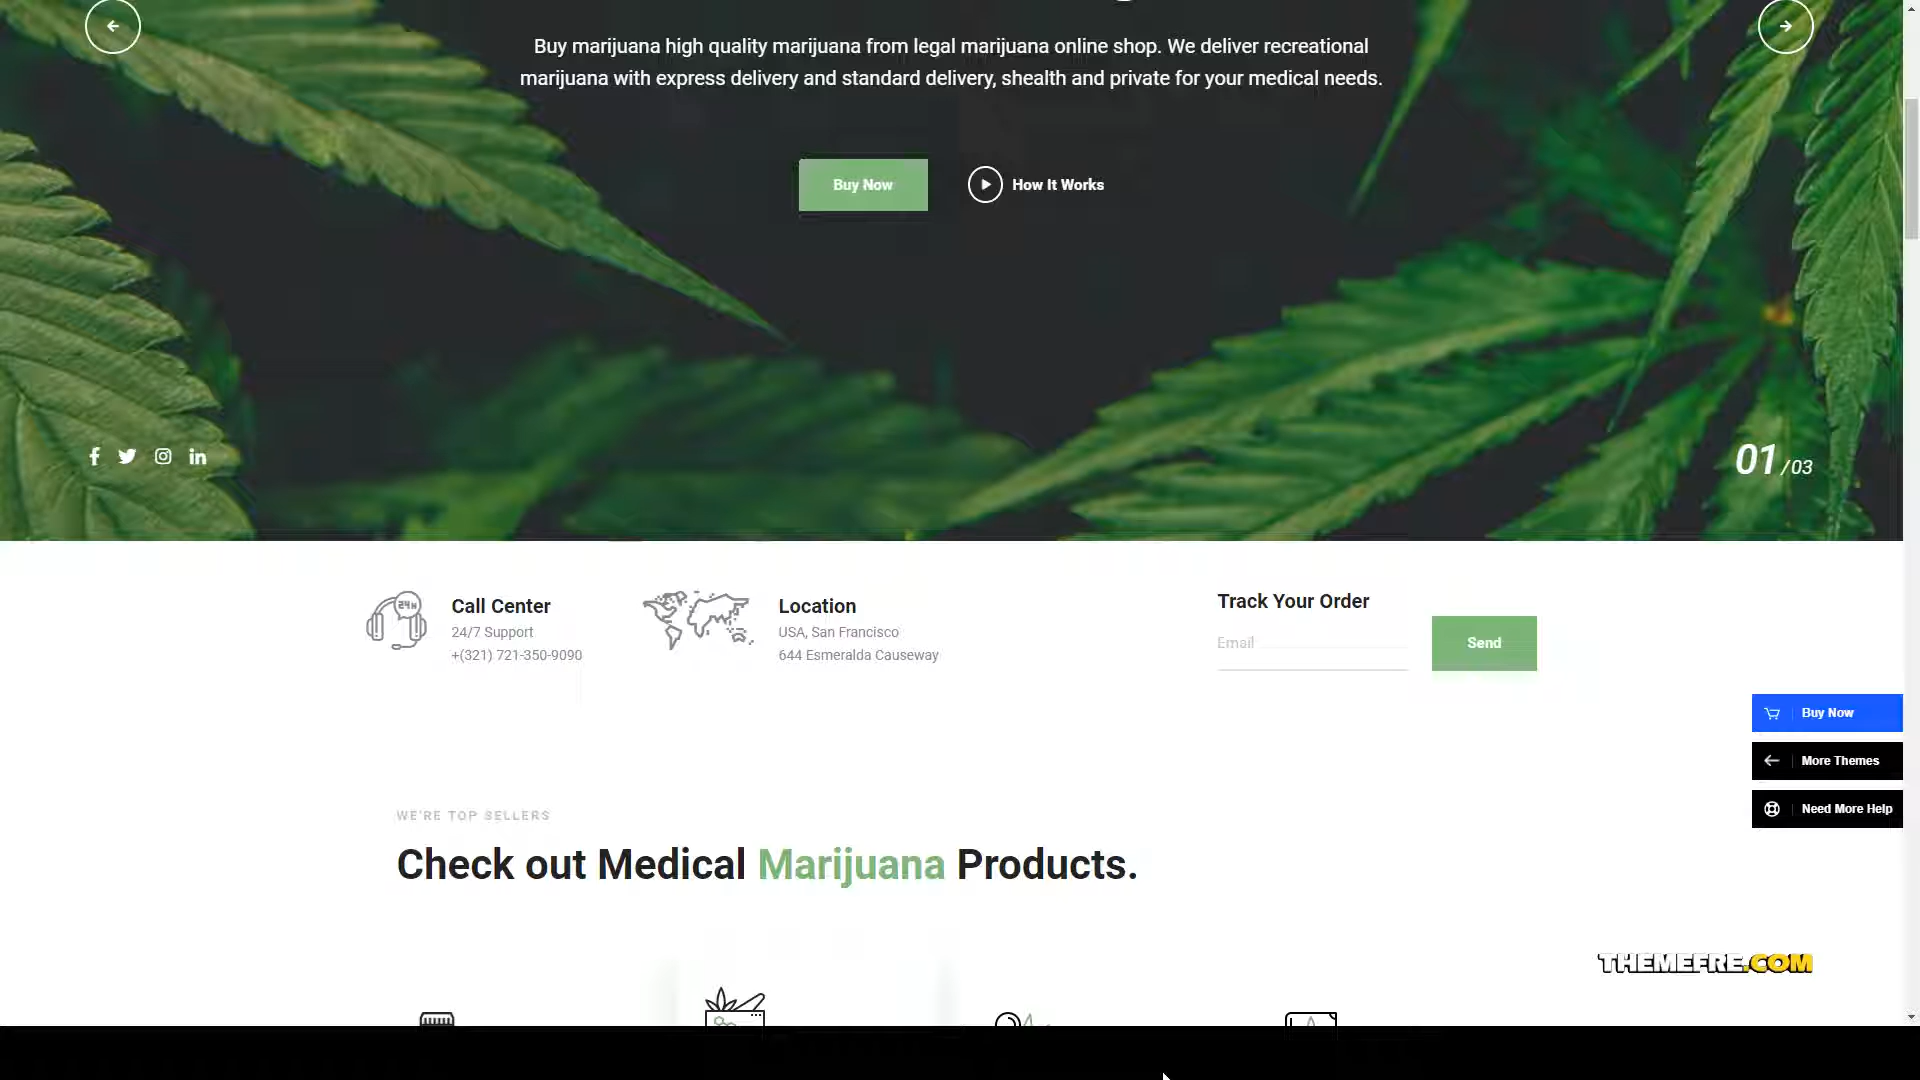 Buy marijuana high quality marijuana from legal marijuana online shop. We deliver recreational
marijuana with express delivery and standard delivery, shealth and private for your medical needs.
Buy Now
How It Works
01/03
24H
Call Center
24/7 Support
+(321) 721-350-9090
Location
USA, San Francisco
644 Esmeralda Causeway
Track Your Order
Email
Send
Buy Now
More Themes
Need More Help
WE'RE TOP SELLERS
Check out Medical Marijuana Products.
THEMEFRE.COM